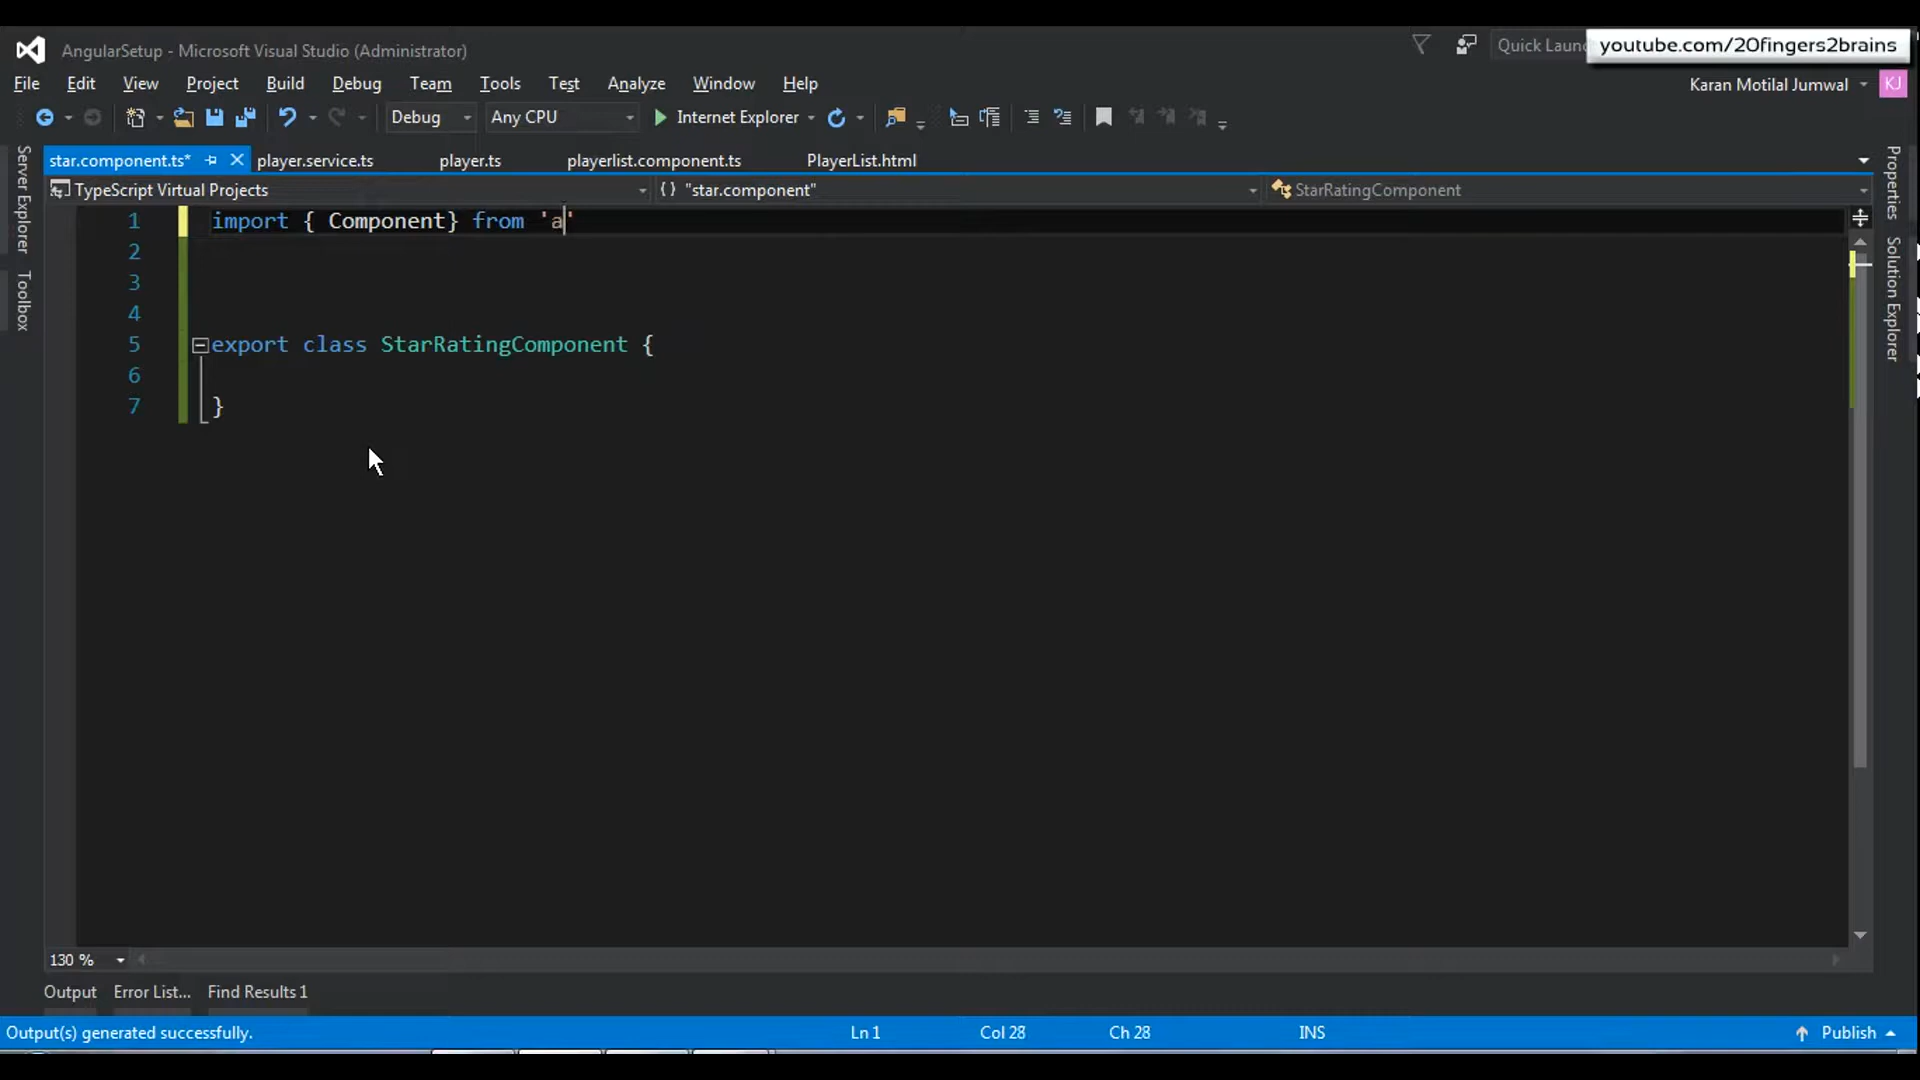 AngularSetup - Microsoft Visual Studio (Administrator)
Quick Laun
youtube.com/20fingers2brains
File Edit View Project Build Debug Team Tools Test Analyze Window Help
Karan Motilal Jumwal KJ
Debug Any CPU Internet Explorer
star.component.ts* player.service.ts player.ts playerlist.component.ts PlayerList.html
TypeScript Virtual Projects {} "star.component" StarRatingComponent
Server Explorer
Toolbox
Properties
Solution Explorer
1 import { Component} from 'a'
2
3
4
5 export class StarRatingComponent {
6
7 }
130 %
Output Error List... Find Results 1
Output(s) generated successfully. Ln 1 Col 28 Ch 28 INS Publish